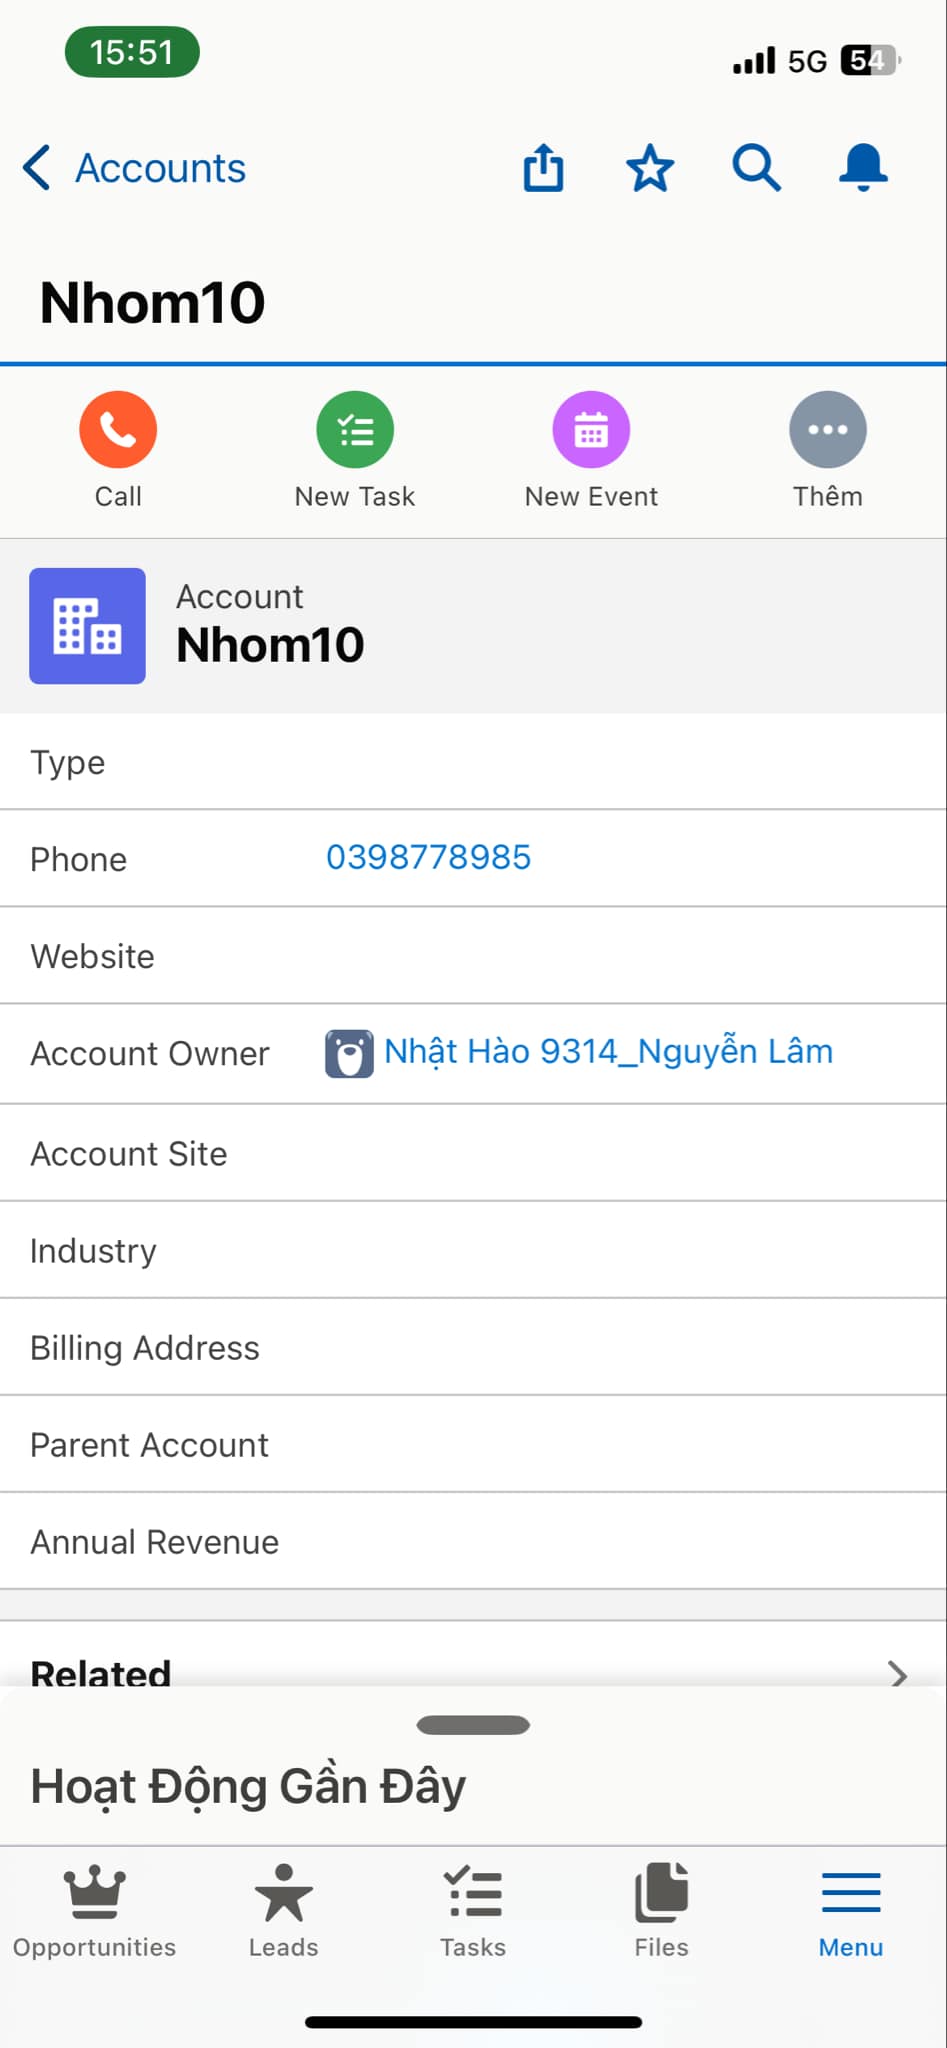 15:51
5G 54
Accounts
Nhom10
Call
New Task
New Event
Thêm
Account
Nhom10
Type
Phone 0398778985
Website
Account Owner Nhật Hào 9314_Nguyễn Lâm
Account Site
Industry
Billing Address
Parent Account
Annual Revenue
Related
Hoạt Động Gần Đây
Opportunities
Leads
Tasks
Files
Menu